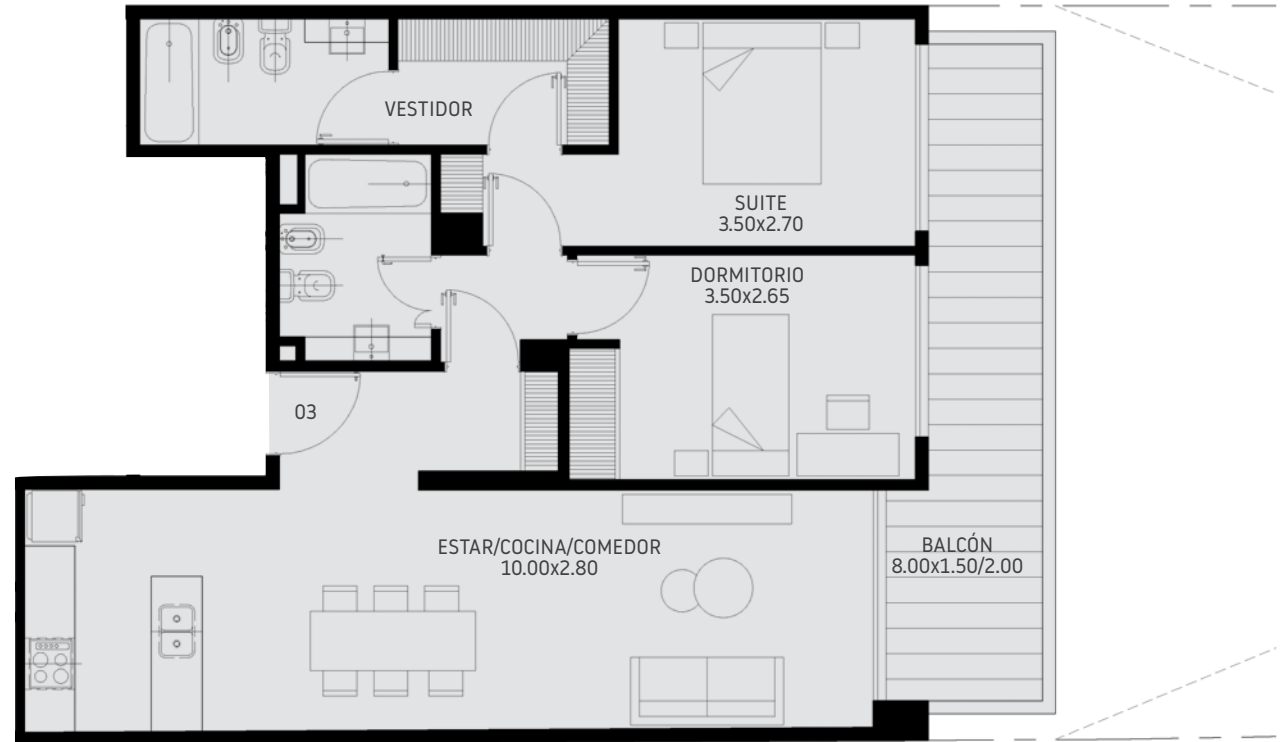 VESTIDOR
SUITE
3.50x2.70
DORMITORIO
3.50x2.65
03
ESTAR/COCINA/COMEDOR
10.00x2.80
BALCÓN
8.00x1.50/2.00